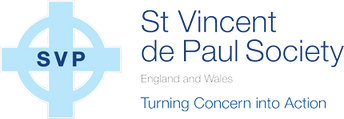 SVP
St Vincent
de Paul Society
England and Wales
Turning Concern into Action